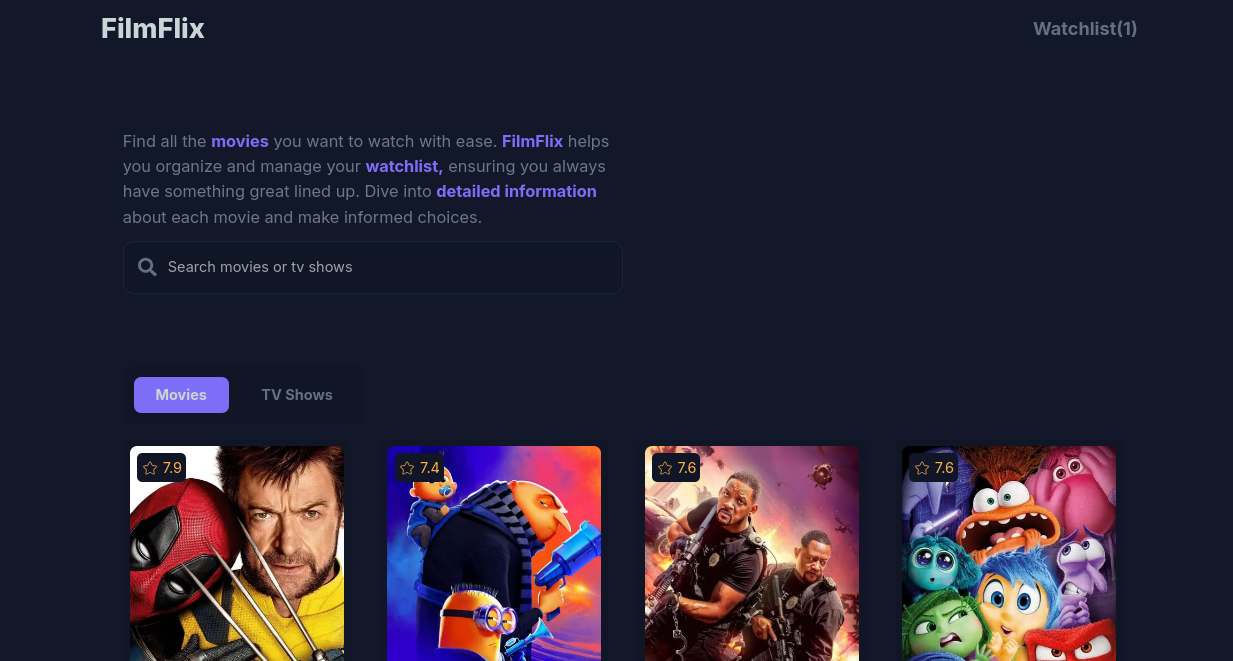 FilmFlix
Watchlist(1)
Find all the movies you want to watch with ease. FilmFlix helps
you organize and manage your watchlist, ensuring you always
have something great lined up. Dive into detailed information
about each movie and make informed choices.
Search movies or tv shows
Movies
TV Shows
7.9
7.4
7.6
7.6